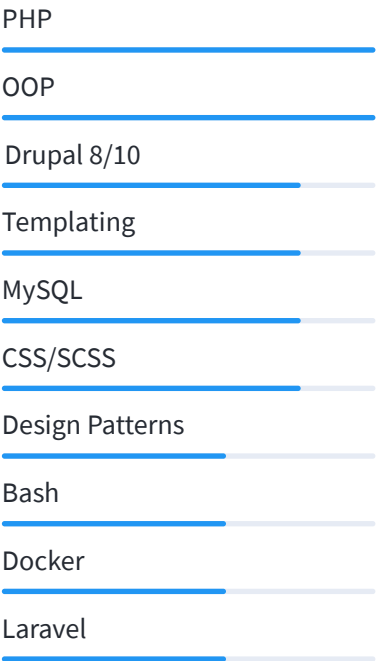 PHP
OOP
Drupal 8/10
Templating
MySQL
CSS/SCSS
Design Patterns
Bash
Docker
Laravel